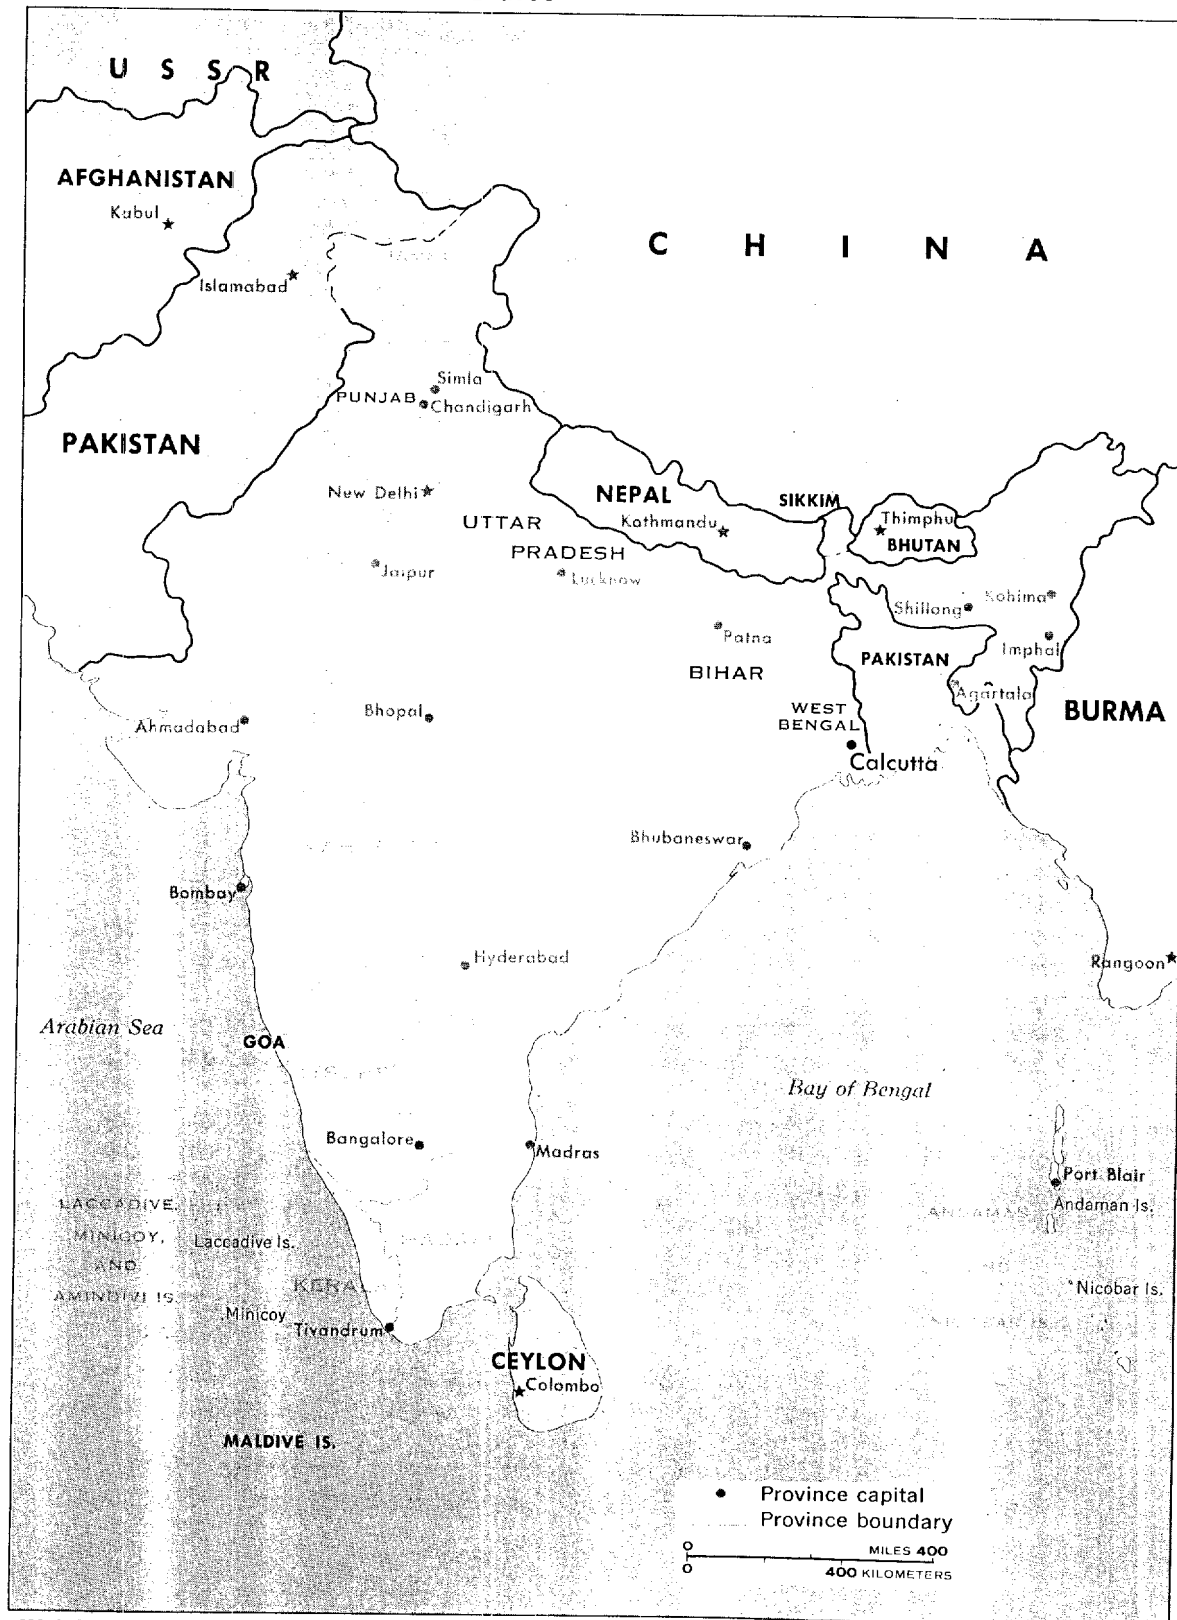 U S S R
AFGHANISTAN
Kabul
C H I N A
Islamabad
Simla
PUNJAB
Chandigarh
PAKISTAN
New Delhi
NEPAL
SIKKIM
Kathmandu
Thimphu
BHUTAN
UTTAR
PRADESH
Jaipur
Lucknow
Shillong
Kohima
Patna
Imphal
PAKISTAN
BIHAR
Agartala
Ahmadabad
Bhopal
WEST
BENGAL
BURMA
Calcutta
Bhubaneswar
Bombay
Hyderabad
Rangoon
Arabian Sea
GOA
Bay of Bengal
Bangalore
Madras
Port Blair
Andaman Is.
LACCADIVE,
MINICOY,
AND
AMINDIVI IS.
Laccadive Is.
Nicobar Is.
Minicoy
Tivandrum
CEYLON
Colombo
MALDIVE IS.
Province capital
Province boundary
0 MILES 400
0 400 KILOMETERS